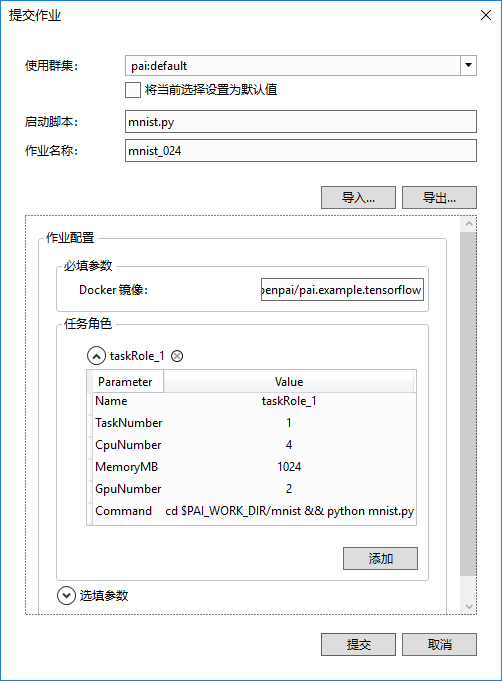 提交作业
使用群集： pai:default
将当前选择设置为默认值
启动脚本： mnist.py
作业名称： mnist_024
导入... 导出...
作业配置
必填参数
Docker 镜像： penpai/pai.example.tensorflow
任务角色
taskRole_1
Parameter Value
Name taskRole_1
TaskNumber 1
CpuNumber 4
MemoryMB 1024
GpuNumber 2
Command cd $PAI_WORK_DIR/mnist && python mnist.py
添加
选填参数
提交 取消